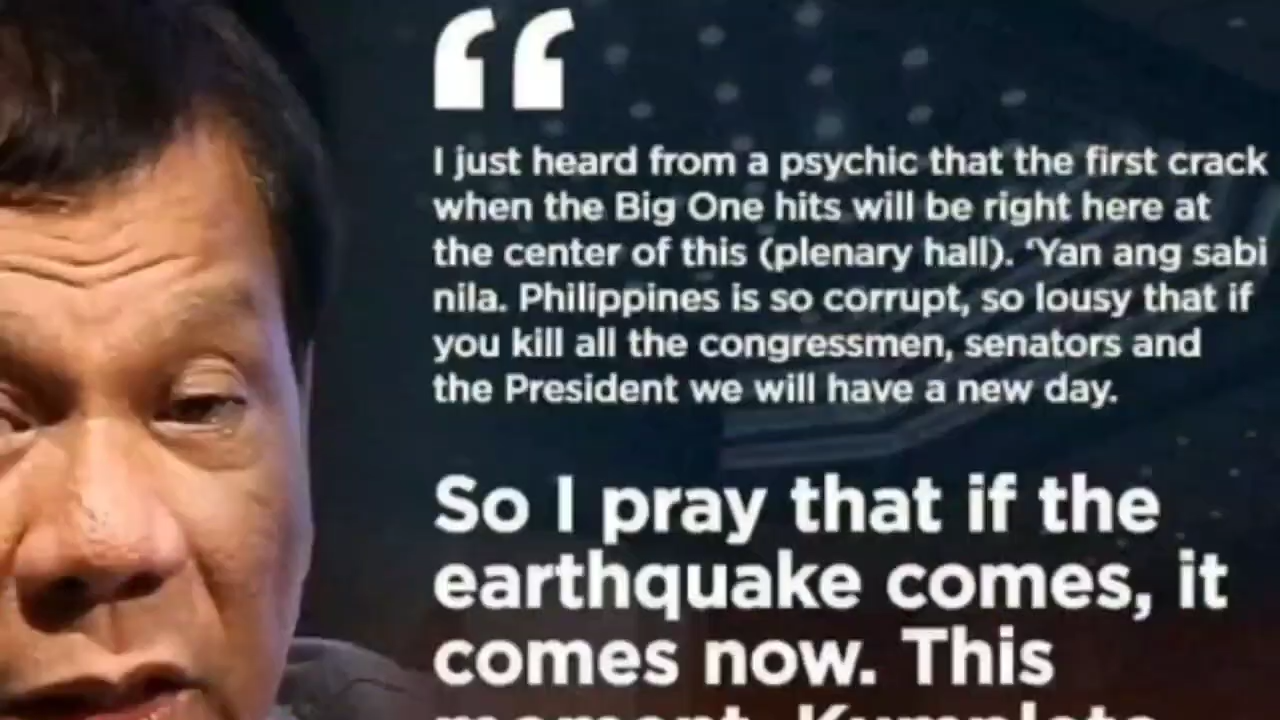 “
I just heard from a psychic that the first crack
when the Big One hits will be right here at
the center of this (plenary hall). ‘Yan ang sabi
nila. Philippines is so corrupt, so lousy that if
you kill all the congressmen, senators and
the President we will have a new day.
So I pray that if the
earthquake comes, it
comes now. This
moment. Kumpleto